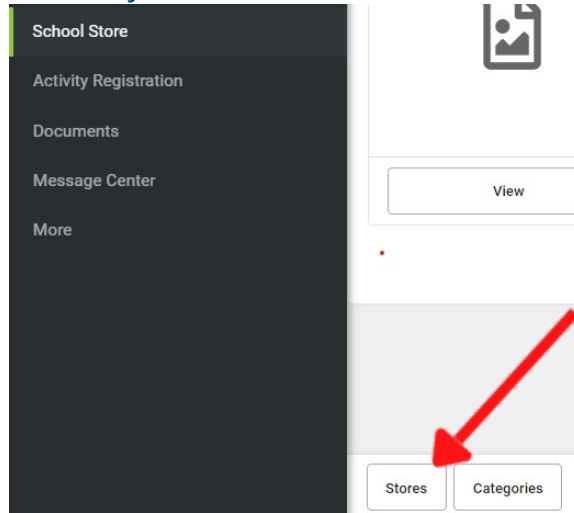 School Store
Activity Registration
Documents
Message Center
More
View
Stores
Categories